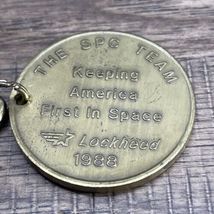 THE SPC TEAM
Keeping
America
First In Space
Lockheed
1988